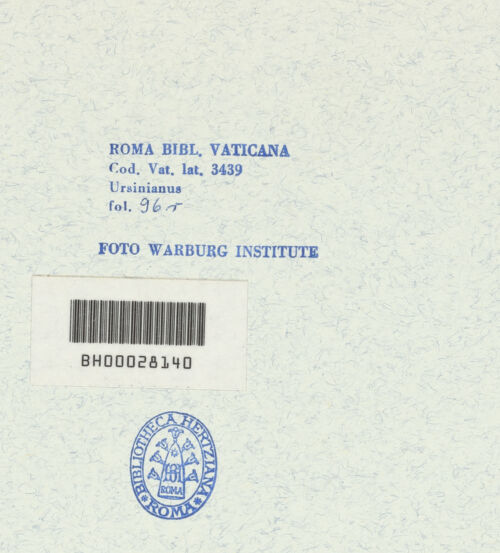 ROMA BIBL. VATICANA
Cod. Vat. lat. 3439
Ursinianus
fol. 96 r
FOTO WARBURG INSTITUTE
BH00028140
BIBLIOTHECA HERTZIANA
ROMA
*ROMA*